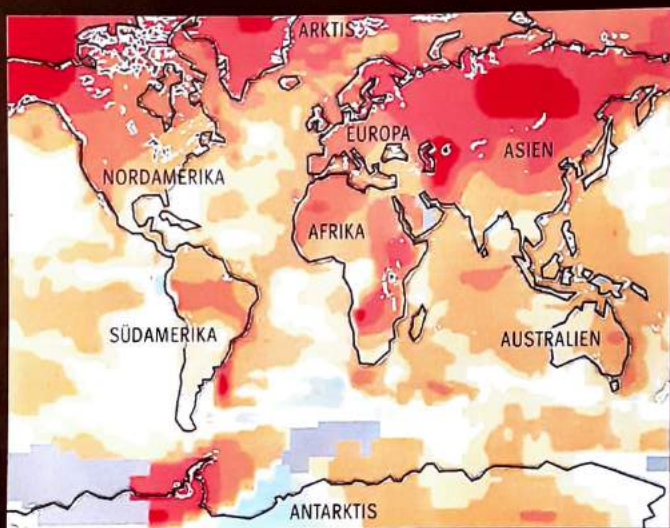 ARKTIS
EUROPA
ASIEN
NORDAMERIKA
AFRIKA
SÜDAMERIKA
AUSTRALIEN
ANTARKTIS